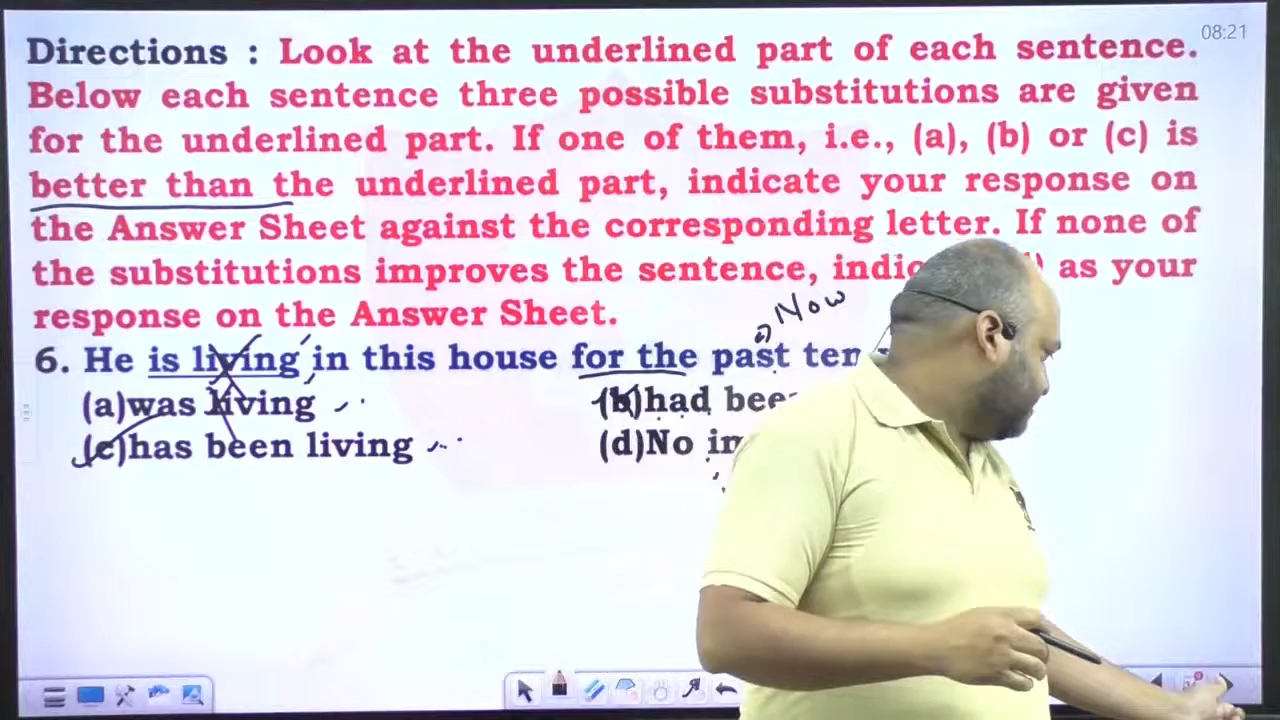 08:21
Directions : Look at the underlined part of each sentence.
Below each sentence three possible substitutions are given
for the underlined part. If one of them, i.e., (a), (b) or (c) is
better than the underlined part, indicate your response on
the Answer Sheet against the corresponding letter. If none of
the substitutions improves the sentence, as your
response on the Answer Sheet.
Now
6. He is living in this house for the past ten
(a)was living (b)had
(c)has been living (d)No